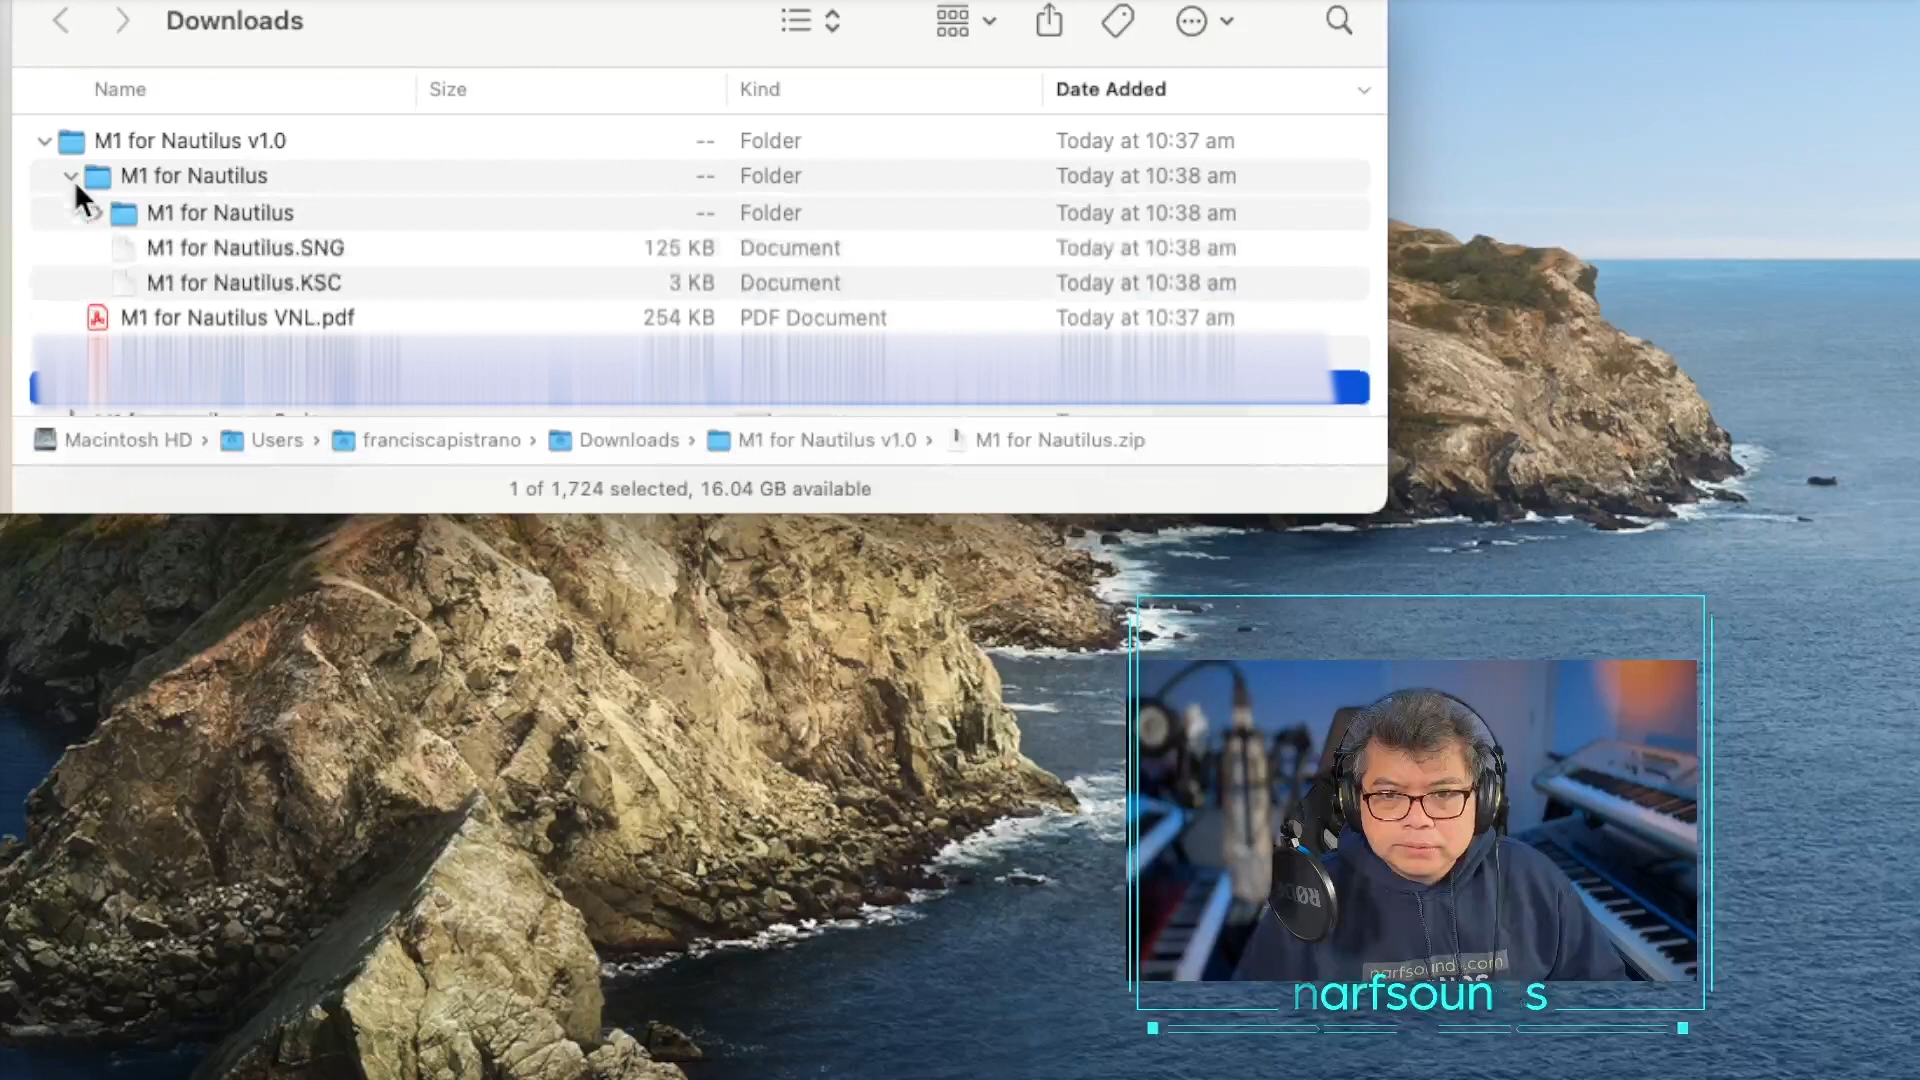 Downloads
Name Size Kind Date Added
M1 for Nautilus v1.0 -- Folder Today at 10:37 am
M1 for Nautilus -- Folder Today at 10:38 am
M1 for Nautilus -- Folder Today at 10:38 am
M1 for Nautilus.SNG 125 KB Document Today at 10:38 am
M1 for Nautilus.KSC 3 KB Document Today at 10:38 am
M1 for Nautilus VNL.pdf 254 KB PDF Document Today at 10:37 am
Macintosh HD › Users › franciscapistrano › Downloads › M1 for Nautilus v1.0 › M1 for Nautilus.zip
1 of 1,724 selected, 16.04 GB available
RØDE
narfsounds.com
narfsoun s